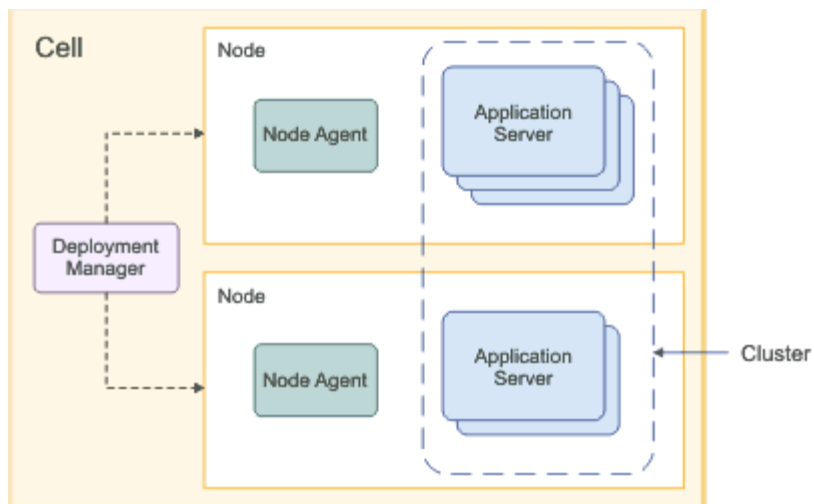 Cell
Node
Node Agent
Application
Server
Deployment
Manager
Node
Node Agent
Application
Server
Cluster